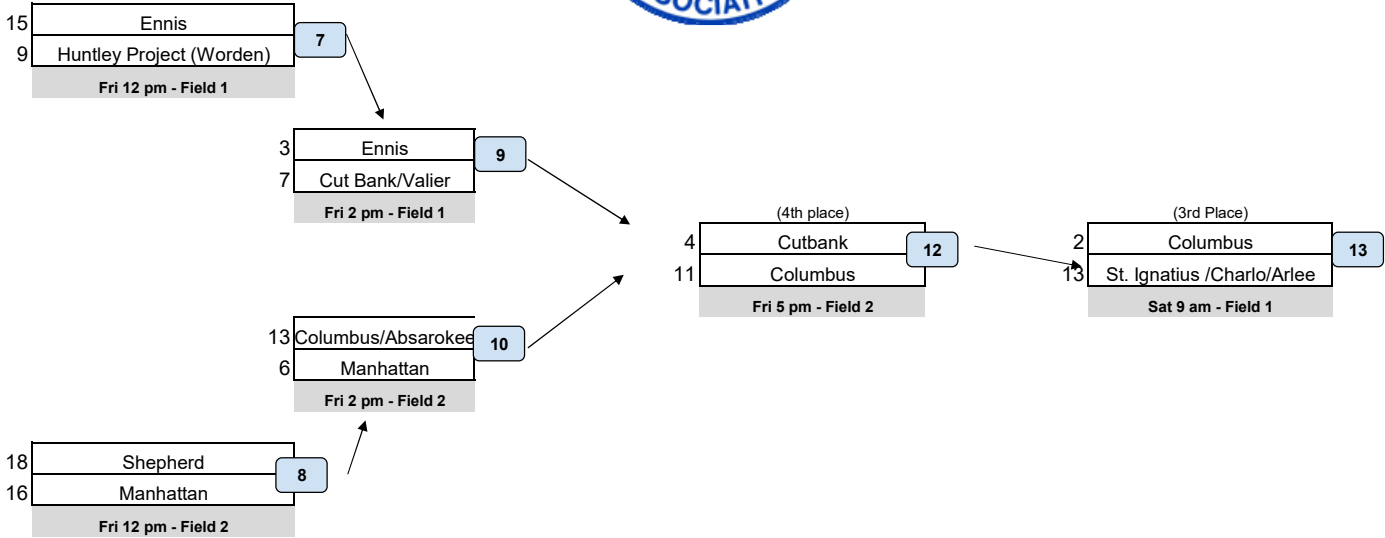 SOCIATI
15 Ennis
7
9 Huntley Project (Worden)
Fri 12 pm - Field 1
3 Ennis
9
7 Cut Bank/Valier
Fri 2 pm - Field 1
(4th place)
4 Cutbank
12
11 Columbus
Fri 5 pm - Field 2
(3rd Place)
2 Columbus
13
13 St. Ignatius /Charlo/Arlee
Sat 9 am - Field 1
13 Columbus/Absarokee
10
6 Manhattan
Fri 2 pm - Field 2
18 Shepherd
8
16 Manhattan
Fri 12 pm - Field 2